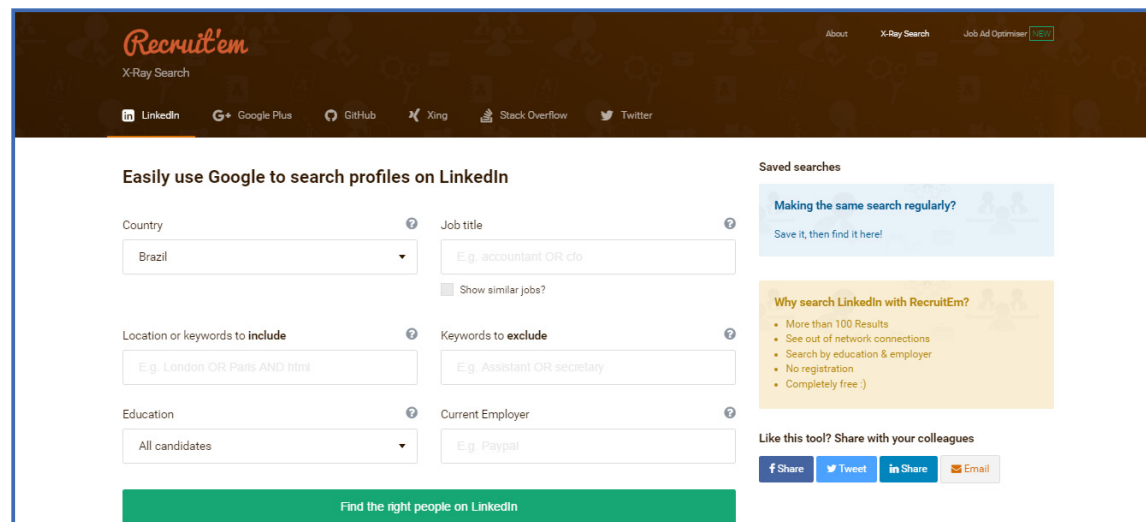 Recruit'em
X-Ray Search
About X-Ray Search Job Ad Optimiser NEW
LinkedIn G+ Google Plus GitHub Xing Stack Overflow Twitter
Easily use Google to search profiles on LinkedIn
Country
Brazil
Job title
E.g. accountant OR cfo
Show similar jobs?
Location or keywords to include
E.g. London OR Paris AND html
Keywords to exclude
E.g. Assistant OR secretary
Education
All candidates
Current Employer
E.g. Paypal
Find the right people on LinkedIn
Saved searches
Making the same search regularly?
Save it, then find it here!
Why search LinkedIn with RecruitEm?
More than 100 Results
See out of network connections
Search by education & employer
No registration
Completely free :)
Like this tool? Share with your colleagues
Share Tweet Share Email